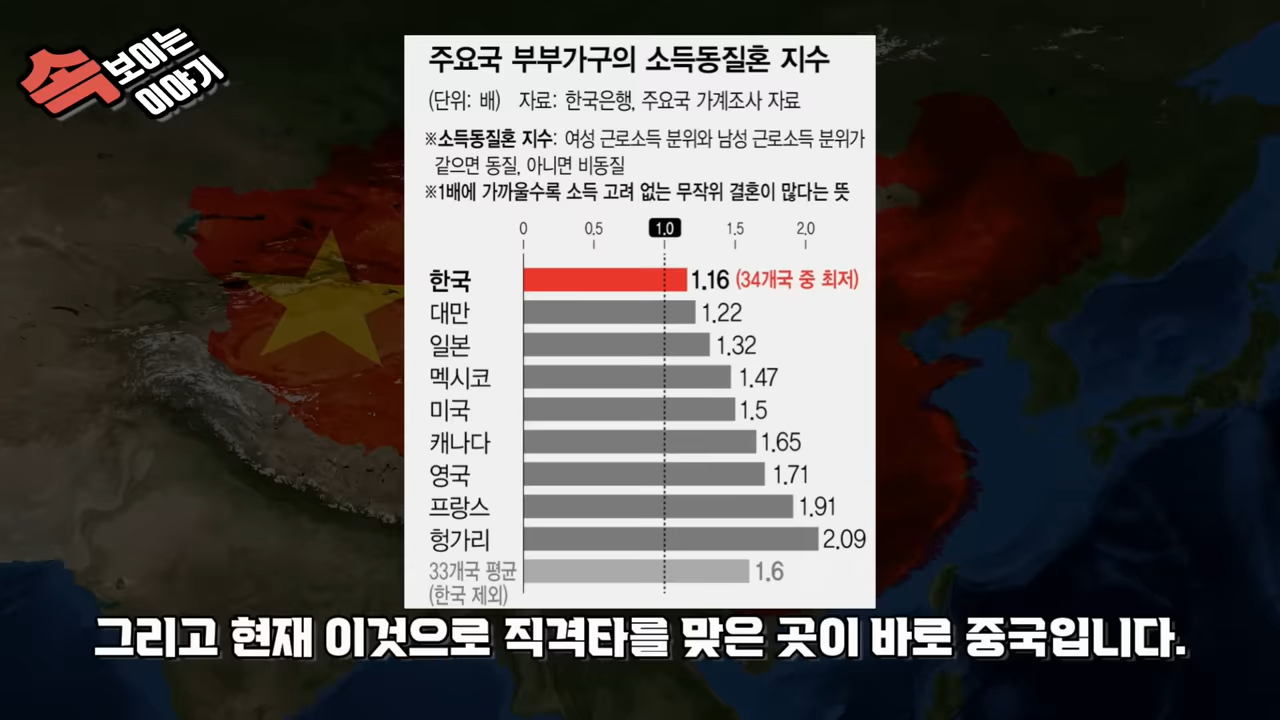 속보이는
이야기
주요국 부부가구의 소득동질혼 지수
(단위: 배) 자료: 한국은행, 주요국 가계조사 자료
※소득동질혼 지수: 여성 근로소득 분위와 남성 근로소득 분위가
같으면 동질, 아니면 비동질
※1배에 가까울수록 소득 고려 없는 무작위 결혼이 많다는 뜻
0 0.5 1.0 1.5 2.0
한국 1.16 (34개국 중 최저)
대만 1.22
일본 1.32
멕시코 1.47
미국 1.5
캐나다 1.65
영국 1.71
프랑스 1.91
헝가리 2.09
33개국 평균 1.6
(한국 제외)
그리고 현재 이것으로 직격타를 맞은 곳이 바로 중국입니다.